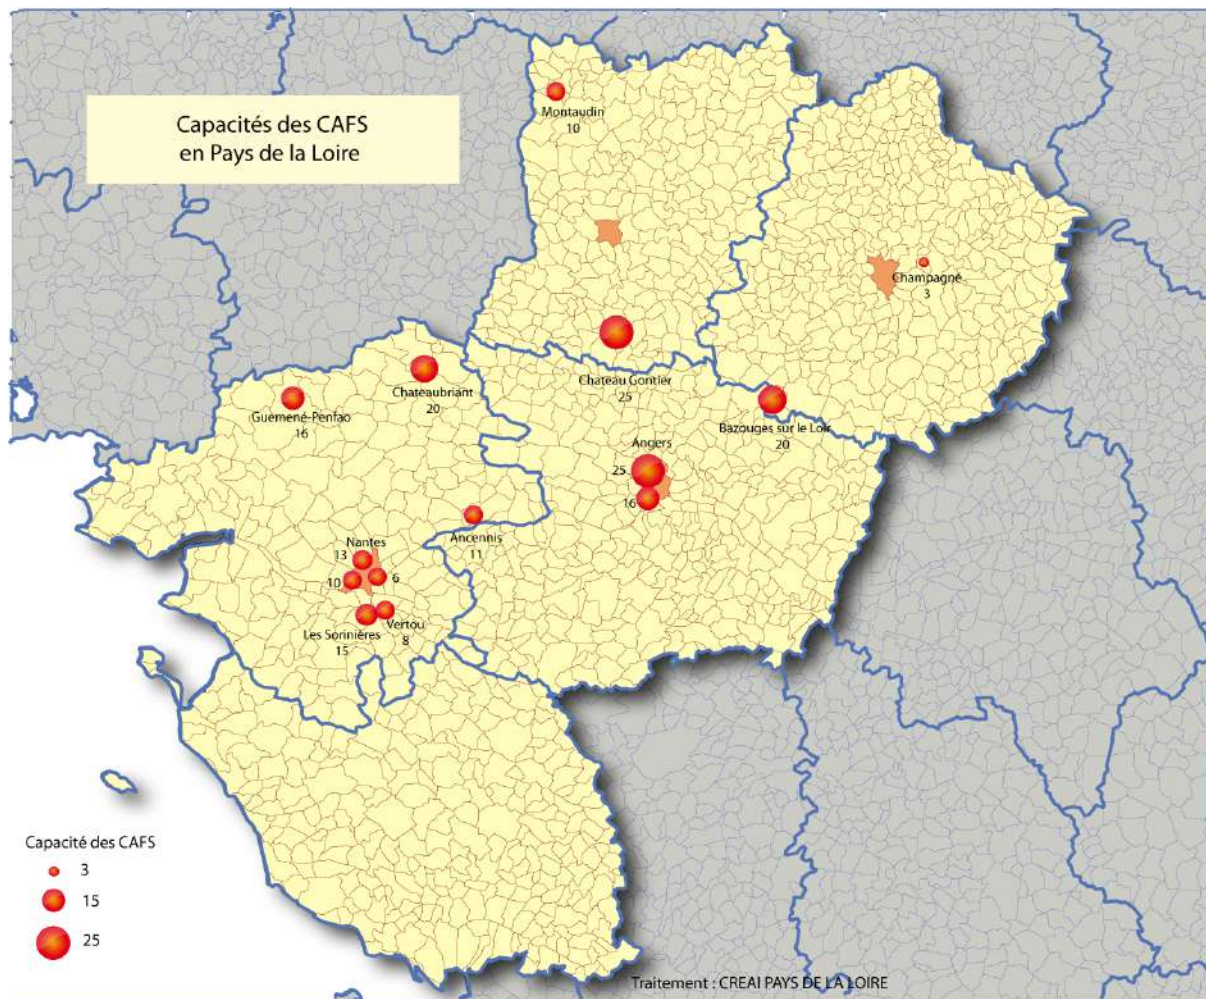 Capacités des CAFS
en Pays de la Loire
Montaudin
10
Champagné
3
Chateau Gontier
25
Chateaubriant
20
Guemené-Penfao
16
Bazouges sur le Loir
20
Angers
25
16
Ancennis
11
Nantes
13
10
6
Vertou
8
Les Sorinières
15
Capacité des CAFS
3
15
25
Traitement : CREAI PAYS DE LA LOIRE